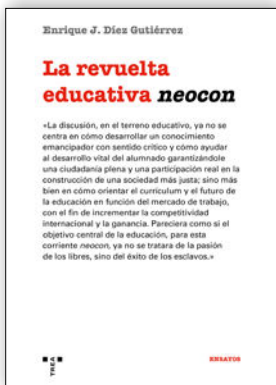 Enrique J. Díez Gutiérrez
La revuelta
educativa neocon
«La discusión, en el terreno educativo, ya no se
centra en cómo desarrollar un conocimiento
emancipador con sentido crítico y cómo ayudar
al desarrollo vital del alumnado garantizándole
una ciudadanía plena y una participación real en la
construcción de una sociedad más justa; sino más
bien en cómo orientar el currículum y el futuro de
la educación en función del mercado de trabajo,
con el fin de incrementar la competitividad
internacional y la ganancia. Pareciera como si el
objetivo central de la educación, para esta
corriente neocon, ya no se tratara de la pasión
de los libres, sino del éxito de los esclavos.»
TREA
ENSAYOS